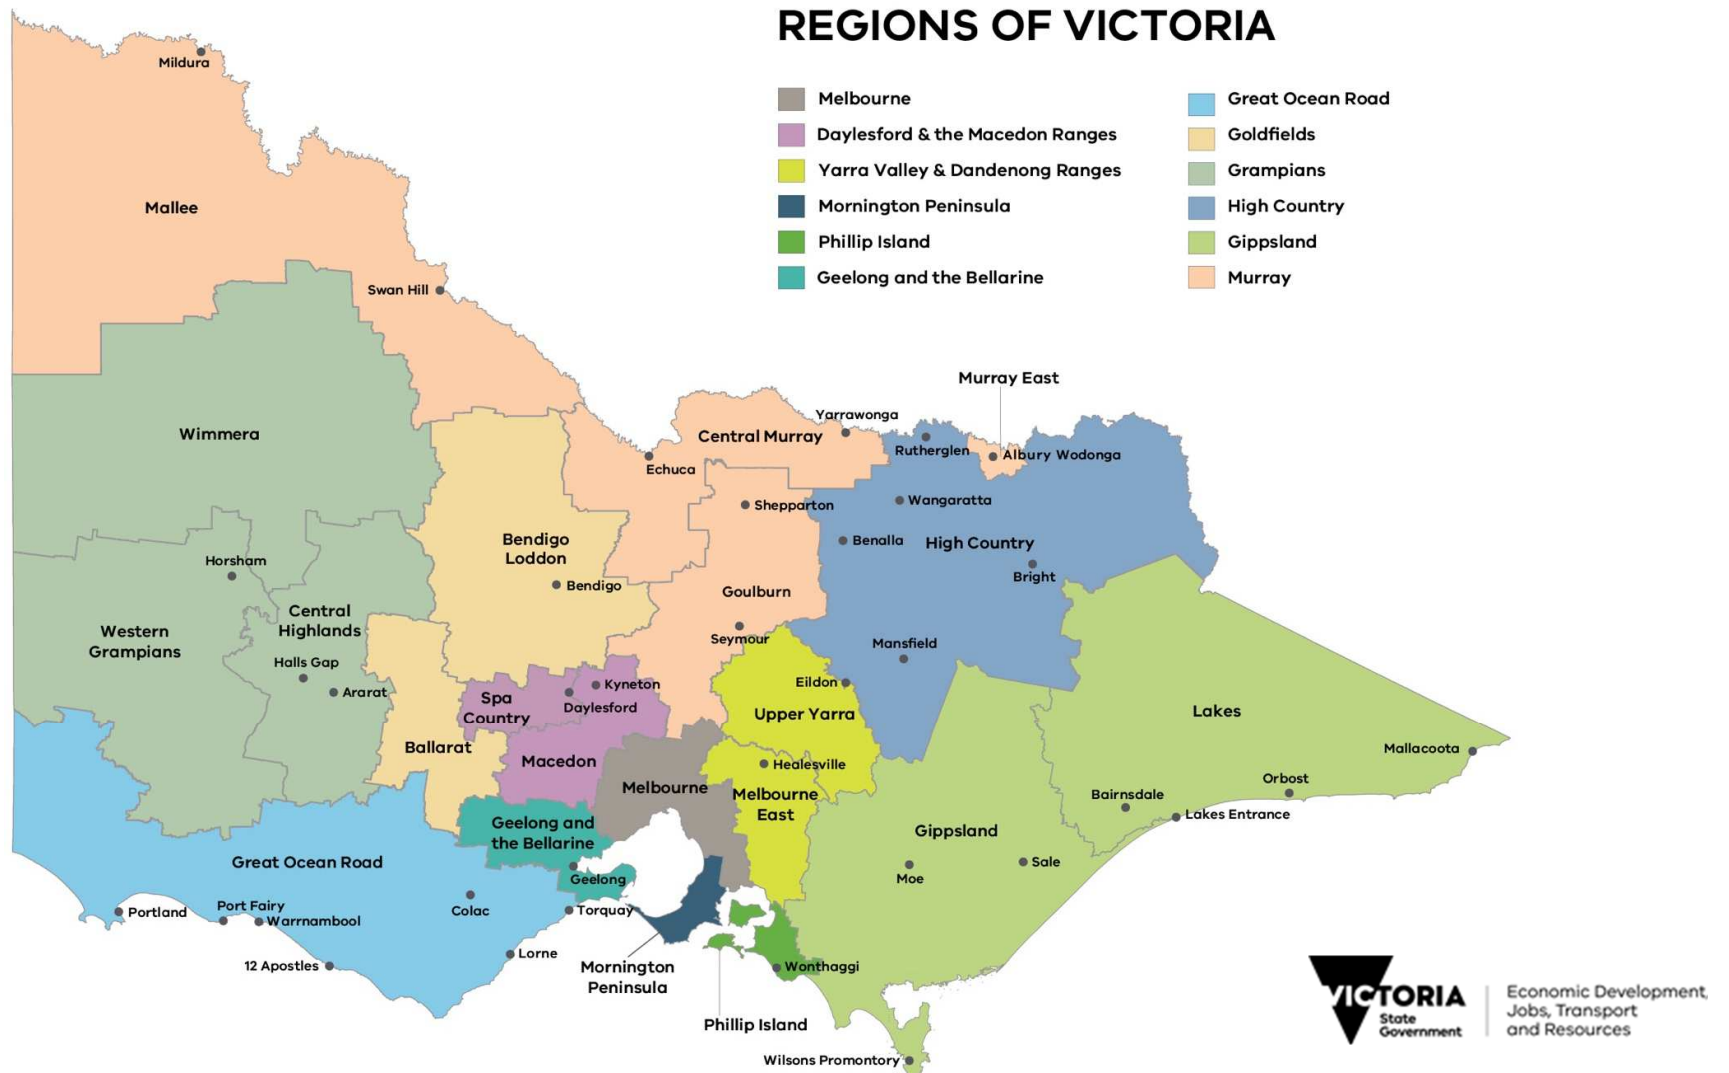 REGIONS OF VICTORIA
Melbourne
Daylesford & the Macedon Ranges
Yarra Valley & Dandenong Ranges
Mornington Peninsula
Phillip Island
Geelong and the Bellarine
Great Ocean Road
Goldfields
Grampians
High Country
Gippsland
Murray
Mildura
Mallee
Swan Hill
Murray East
Yarrawonga
Wimmera
Central Murray
Rutherglen
Albury Wodonga
Echuca
Wangaratta
Shepparton
Bendigo
Loddon
Benalla
High Country
Horsham
Bright
Bendigo
Goulburn
Central
Highlands
Western
Grampians
Seymour
Mansfield
Halls Gap
Ararat
Kyneton
Eildon
Spa
Country
Daylesford
Upper Yarra
Lakes
Ballarat
Macedon
Healesville
Mallacoota
Melbourne
Melbourne
East
Orbost
Bairnsdale
Lakes Entrance
Geelong and
the Bellarine
Gippsland
Great Ocean Road
Geelong
Moe
Sale
Colac
Portland
Port Fairy
Warrnambool
Torquay
Lorne
12 Apostles
Mornington
Peninsula
Wonthaggi
Phillip Island
Wilsons Promontory
VICTORIA
State
Government
Economic Development,
Jobs, Transport
and Resources